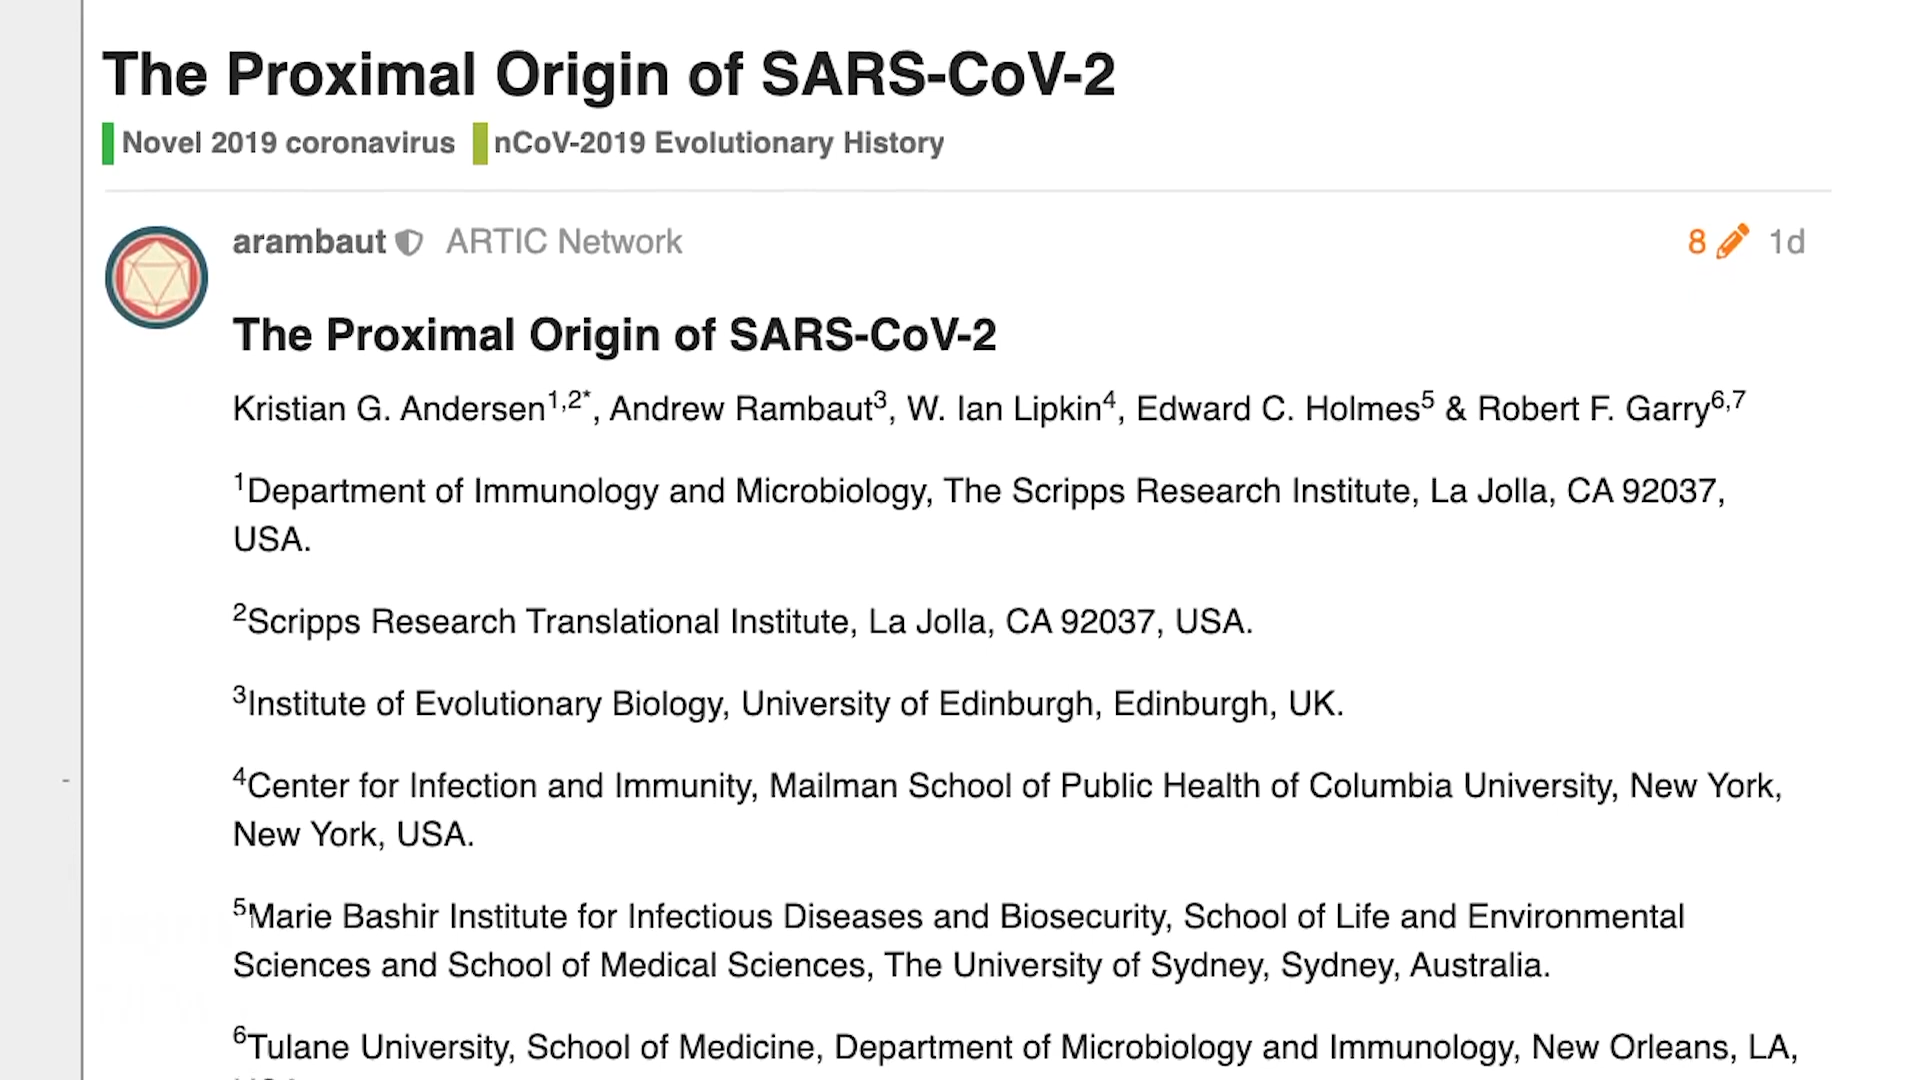 The Proximal Origin of SARS-CoV-2
Novel 2019 coronavirus nCoV-2019 Evolutionary History
arambaut ARTIC Network 8 1d
The Proximal Origin of SARS-CoV-2
Kristian G. Andersen1,2*, Andrew Rambaut3, W. Ian Lipkin4, Edward C. Holmes5 & Robert F. Garry6,7
1Department of Immunology and Microbiology, The Scripps Research Institute, La Jolla, CA 92037,
USA.
2Scripps Research Translational Institute, La Jolla, CA 92037, USA.
3Institute of Evolutionary Biology, University of Edinburgh, Edinburgh, UK.
4Center for Infection and Immunity, Mailman School of Public Health of Columbia University, New York,
New York, USA.
5Marie Bashir Institute for Infectious Diseases and Biosecurity, School of Life and Environmental
Sciences and School of Medical Sciences, The University of Sydney, Sydney, Australia.
6Tulane University, School of Medicine, Department of Microbiology and Immunology, New Orleans, LA,